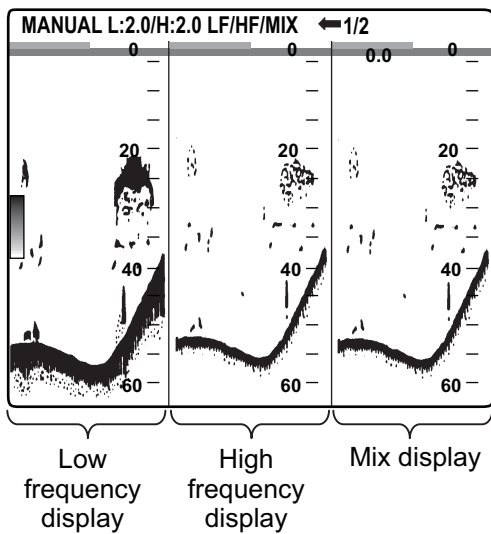 MANUAL L:2.0/H:2.0 LF/HF/MIX ⬅1/2
0 0 0.0 0
20 20 20
40 40 40
60 60 60
Low frequency display
High frequency display
Mix display